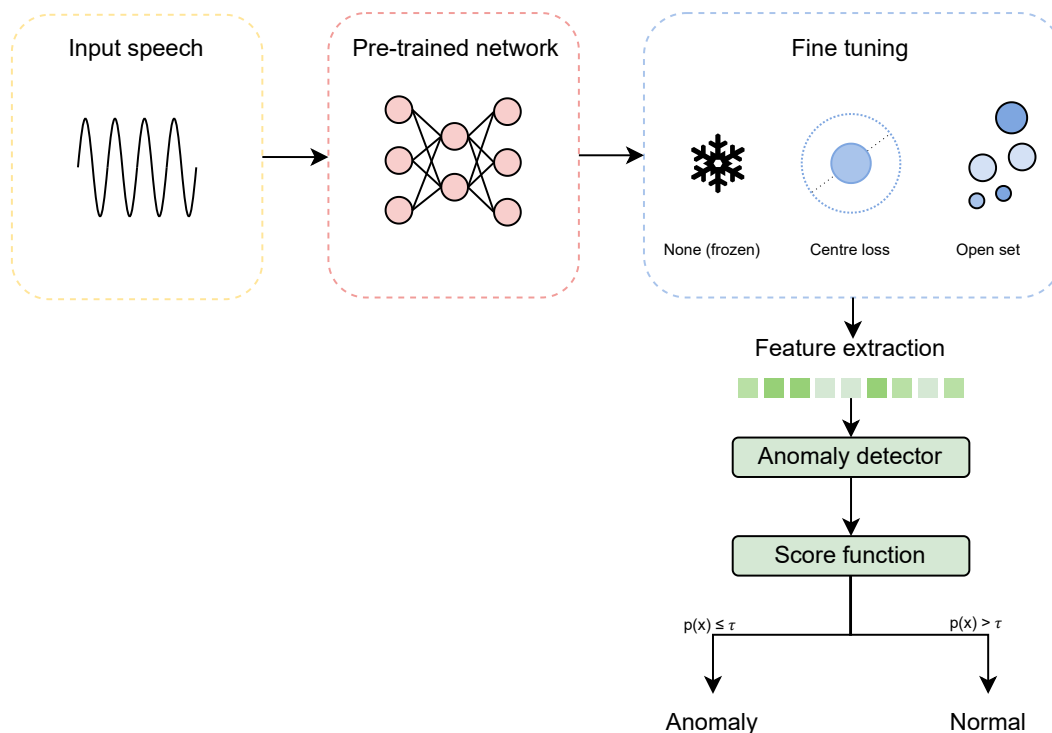 Input speech
Pre-trained network
Fine tuning
None (frozen)
Centre loss
Open set
Feature extraction
Anomaly detector
Score function
p(x) ≤ τ
p(x) > τ
Anomaly
Normal